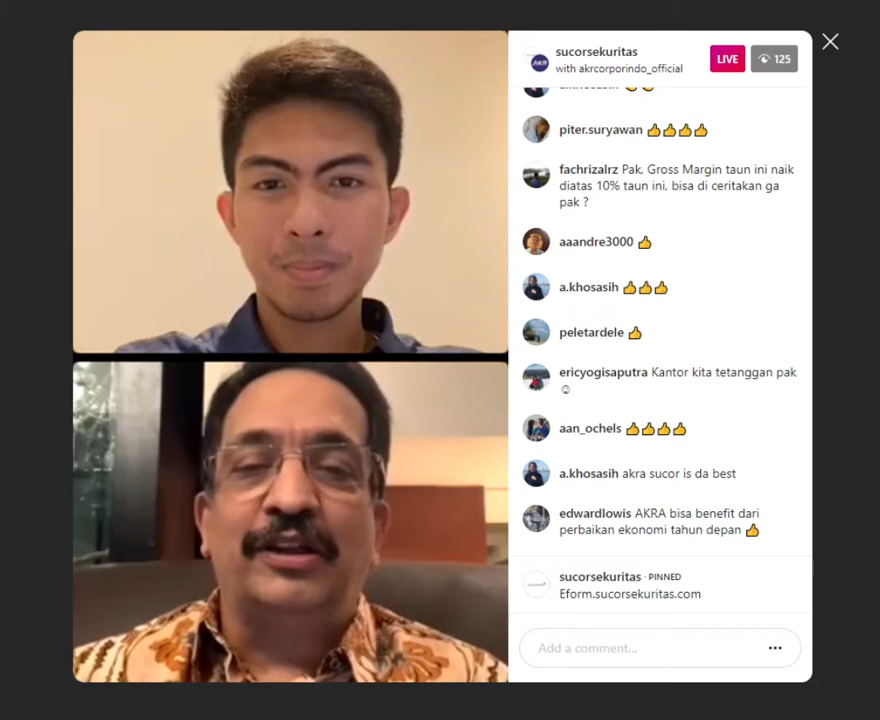 sucorsekuritas
with akrcorporindo_official
LIVE
125
AKR
piter.suryawan 👍👍👍👍
fachrizalrz Pak, Gross Margin taun ini naik
diatas 10% taun ini, bisa di ceritakan ga
pak ?
aaandre3000 👍
a.khosasih 👍👍👍
peletardele 👍
ericyogisaputra Kantor kita tetanggan pak
☺
aan_ochels 👍👍👍👍
a.khosasih akra sucor is da best
edwardlowis AKRA bisa benefit dari
perbaikan ekonomi tahun depan 👍
sucorsekuritas · PINNED
Eform.sucorsekuritas.com
Add a comment...